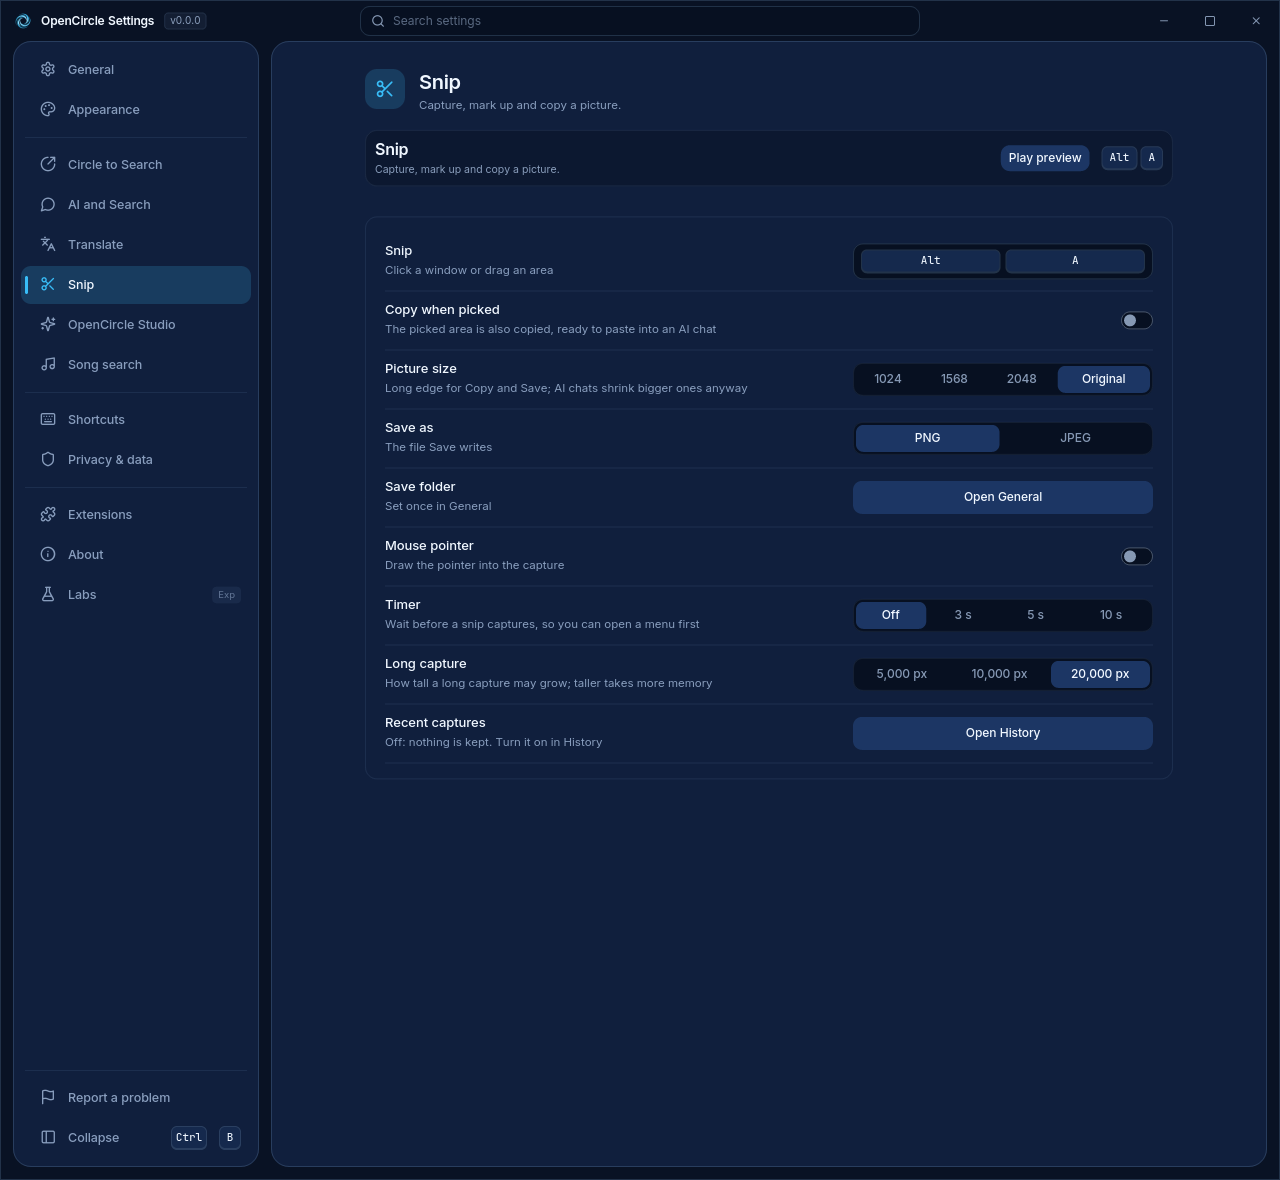 OpenCircle Settings v0.0.0
Search settings
General
Appearance
Circle to Search
AI and Search
Translate
Snip
OpenCircle Studio
Song search
Shortcuts
Privacy & data
Extensions
About
Labs Exp
Report a problem
Collapse Ctrl B
Snip
Capture, mark up and copy a picture.
Snip
Capture, mark up and copy a picture.
Play preview Alt A
Snip
Click a window or drag an area
Alt A
Copy when picked
The picked area is also copied, ready to paste into an AI chat
Picture size
Long edge for Copy and Save; AI chats shrink bigger ones anyway
1024 1568 2048 Original
Save as
The file Save writes
PNG JPEG
Save folder
Set once in General
Open General
Mouse pointer
Draw the pointer into the capture
Timer
Wait before a snip captures, so you can open a menu first
Off 3 s 5 s 10 s
Long capture
How tall a long capture may grow; taller takes more memory
5,000 px 10,000 px 20,000 px
Recent captures
Off: nothing is kept. Turn it on in History
Open History